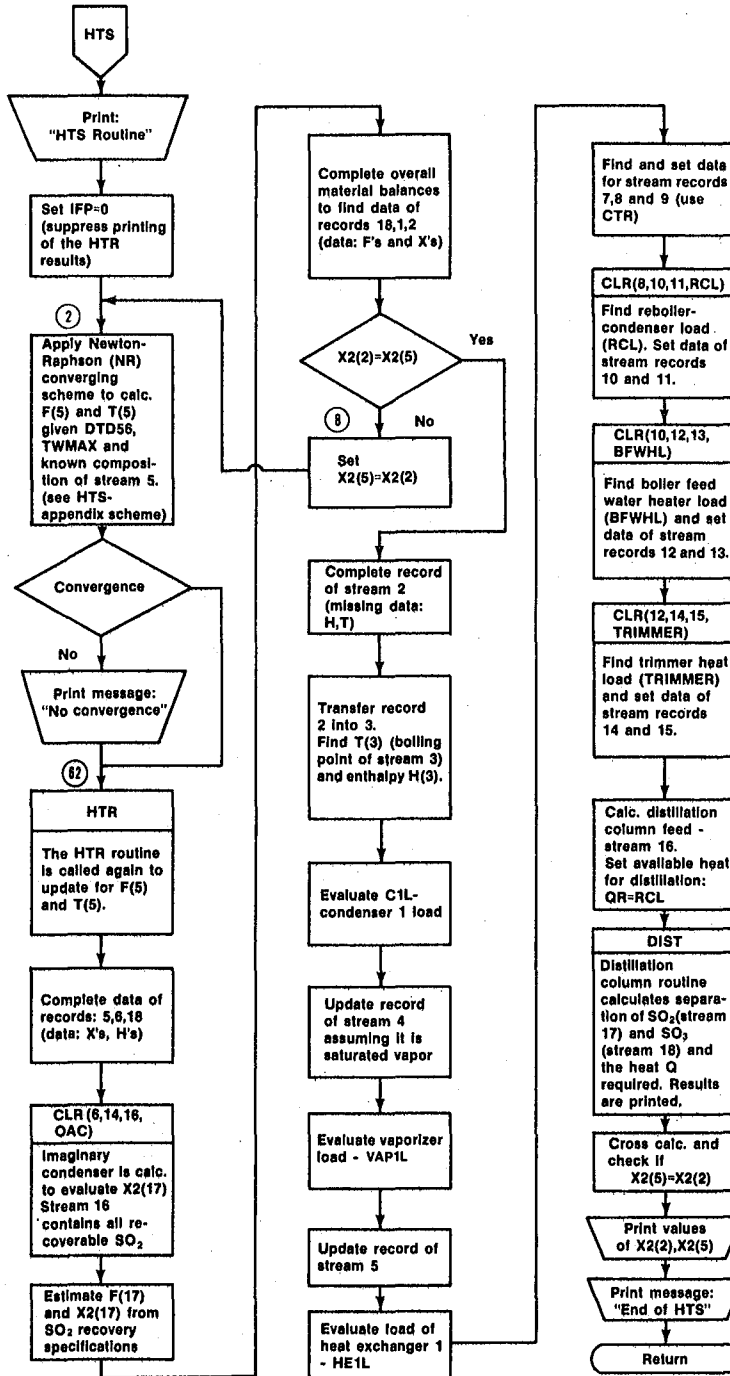 HTS
Print:
"HTS Routine"
Set IFP=0
(suppress printing
of the HTR
results)
2
Apply Newton-
Raphson (NR)
converging
scheme to calc.
F(5) and T(5)
given DTD56,
TWMAX and
known composi-
tion of stream 5.
(see HTS-
appendix scheme)
Convergence
No
Print message:
"No convergence"
62
HTR
The HTR routine
is called again to
update for F(5)
and T(5).
Complete data of
records: 5,6,18
(data: X's, H's)
CLR(6,14,16,
OAC)
Imaginary
condenser is calc.
to evaluate X2(17)
Stream 16
contains all re-
coverable SO₂
Estimate F(17)
and X2(17) from
SO₂ recovery
specifications
Complete overall
material balances
to find data of
records 18,1,2
(data: F's and X's)
X2(2)=X2(5)
Yes
No
8
Set
X2(5)=X2(2)
Complete record
of stream 2
(missing data:
H,T)
Transfer record
2 into 3.
Find T(3) (boiling
point of stream 3)
and enthalpy H(3).
Evaluate C1L-
condenser 1 load
Update record
of stream 4
assuming it is
saturated vapor
Evaluate vaporizer
load - VAP1L
Update record of
stream 5
Evaluate load of
heat exchanger 1
- HE1L
Find and set data
for stream records
7,8 and 9 (use
CTR)
CLR(8,10,11,RCL)
Find reboiler-
condenser load
(RCL). Set data of
stream records
10 and 11.
CLR(10,12,13,
BFWHL)
Find boiler feed
water heater load
(BFWHL) and set
data of stream
records 12 and 13.
CLR(12,14,15,
TRIMMER)
Find trimmer heat
load (TRIMMER)
and set data of
stream records
14 and 15.
Calc. distillation
column feed -
stream 16.
Set available heat
for distillation:
QR=RCL
DIST
Distillation
column routine
calculates separa-
tion of SO₂(stream
17) and SO₃
(stream 18) and
the heat Q
required. Results
are printed.
Cross calc. and
check if
X2(5)=X2(2)
Print values
of X2(2),X2(5)
Print message:
"End of HTS"
Return